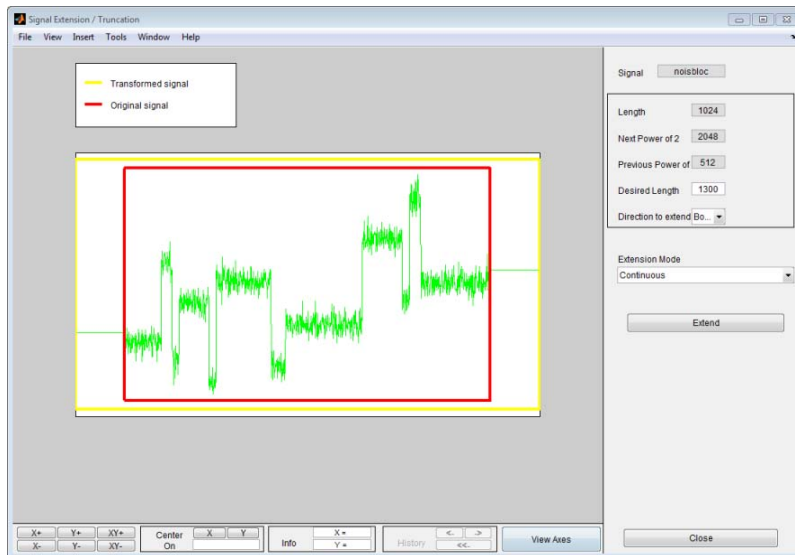 Signal Extension / Truncation
File View Insert Tools Window Help
Transformed signal
Original signal
Signal noisbloc
Length 1024
Next Power of 2 2048
Previous Power of 512
Desired Length 1300
Direction to extend Bo...
Extension Mode
Continuous
Extend
X+ Y+ XY+
X- Y- XY-
Center On X Y
Info X = Y =
History <- -> <<-
View Axes
Close